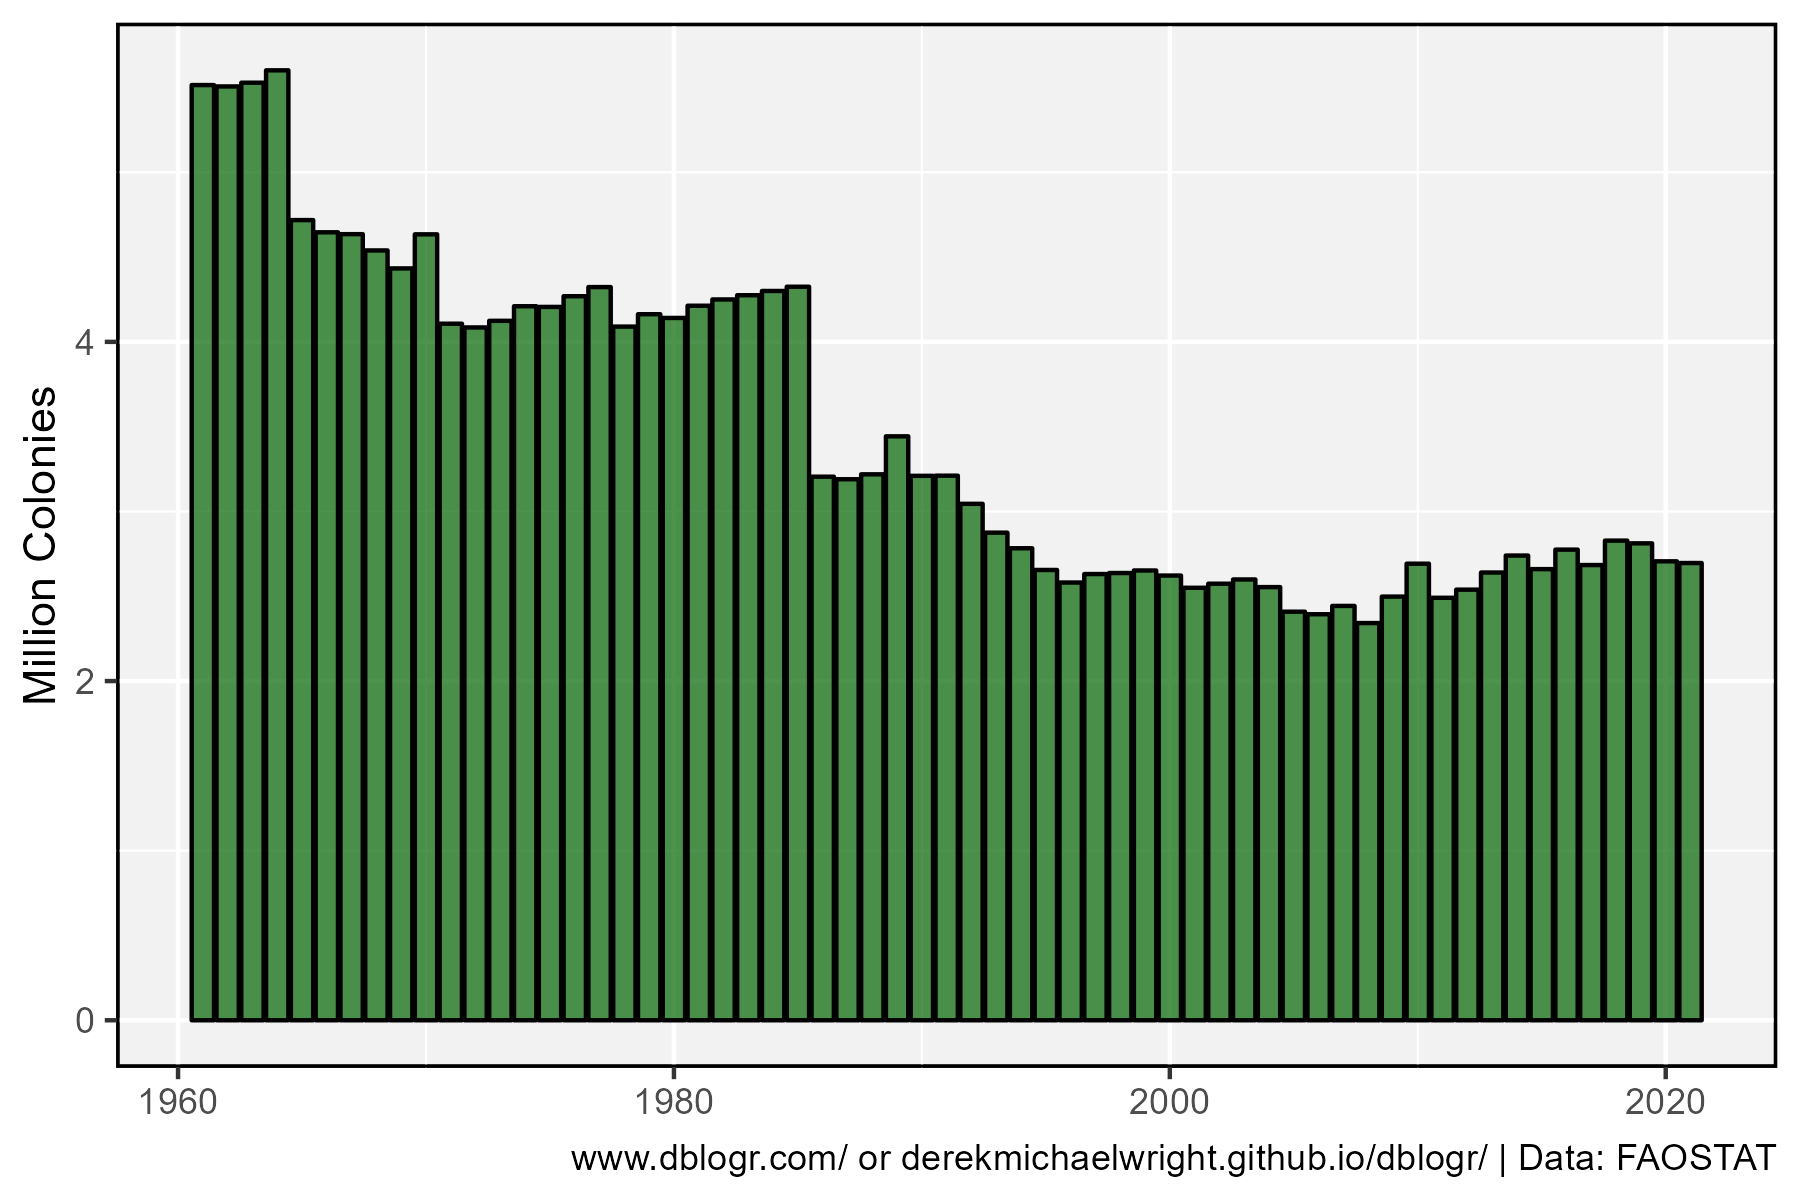 Million Colonies
4
2
0
1960 1980 2000 2020
www.dblogr.com/ or derekmichaelwright.github.io/dblogr/ | Data: FAOSTAT